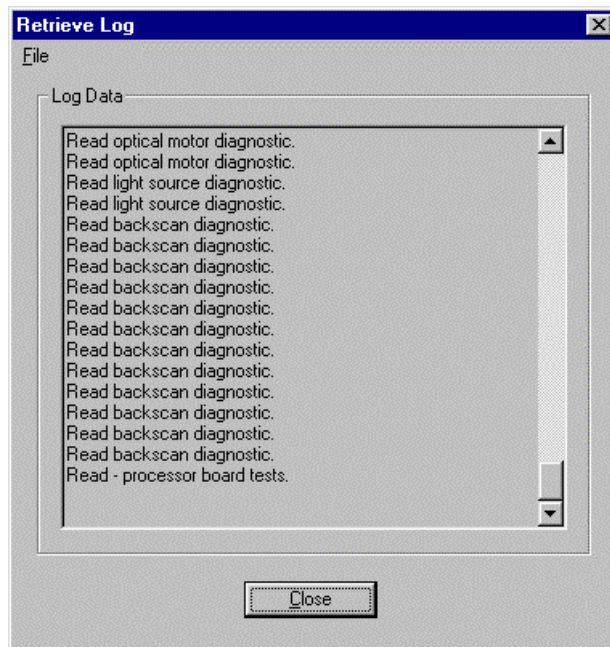 Retrieve Log
File
Log Data
Read optical motor diagnostic.
Read optical motor diagnostic.
Read light source diagnostic.
Read light source diagnostic.
Read backscan diagnostic.
Read backscan diagnostic.
Read backscan diagnostic.
Read backscan diagnostic.
Read backscan diagnostic.
Read backscan diagnostic.
Read backscan diagnostic.
Read backscan diagnostic.
Read backscan diagnostic.
Read backscan diagnostic.
Read backscan diagnostic.
Read backscan diagnostic.
Read - processor board tests.
Close